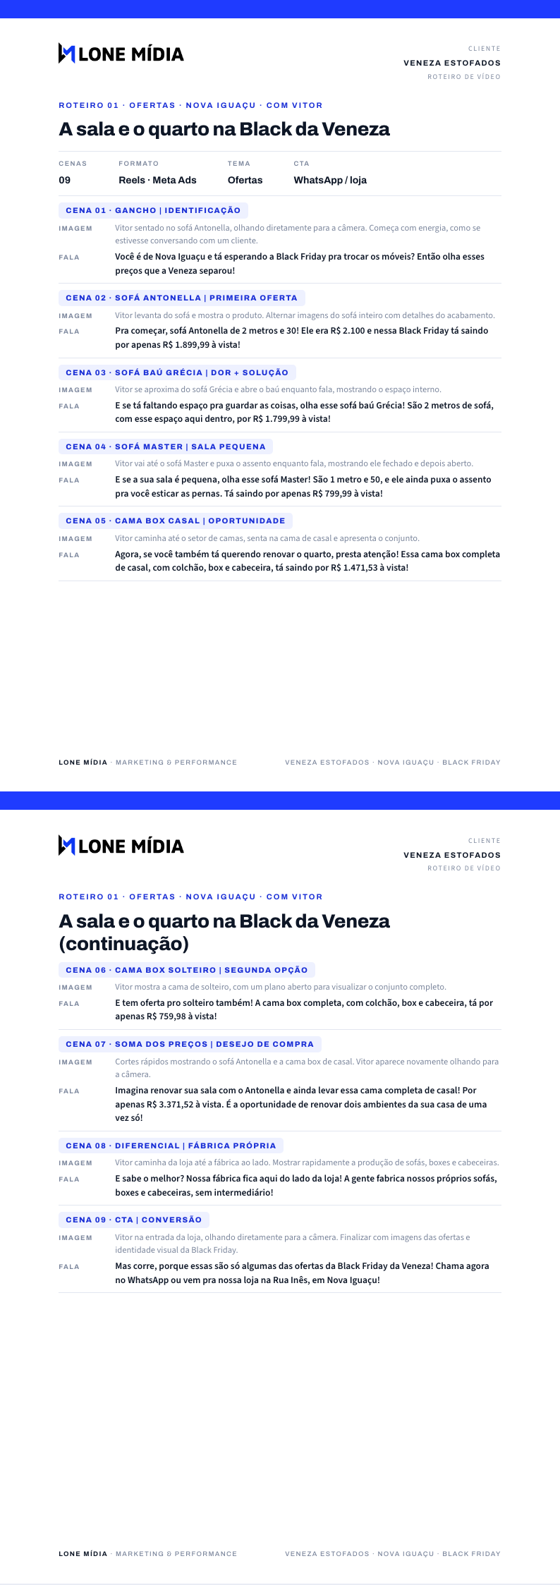 LONE MÍDIA
CLIENTE
VENEZA ESTOFADOS
ROTEIRO DE VÍDEO
ROTEIRO 01 · OFERTAS · NOVA IGUAÇU · COM VITOR
A sala e o quarto na Black da Veneza
CENAS FORMATO TEMA CTA
09 Reels · Meta Ads Ofertas WhatsApp / loja
CENA 01 · GANCHO | IDENTIFICAÇÃO
IMAGEM Vitor sentado no sofá Antonella, olhando diretamente para a câmera. Começa com energia, como se
estivesse conversando com um cliente.
FALA Você é de Nova Iguaçu e tá esperando a Black Friday pra trocar os móveis? Então olha esses
preços que a Veneza separou!
CENA 02 · SOFÁ ANTONELLA | PRIMEIRA OFERTA
IMAGEM Vitor levanta do sofá e mostra o produto. Alternar imagens do sofá inteiro com detalhes do acabamento.
FALA Pra começar, sofá Antonella de 2 metros e 30! Ele era R$ 2.100 e nessa Black Friday tá saindo
por apenas R$ 1.899,99 à vista!
CENA 03 · SOFÁ BAÚ GRÉCIA | DOR + SOLUÇÃO
IMAGEM Vitor se aproxima do sofá Grécia e abre o baú enquanto fala, mostrando o espaço interno.
FALA E se tá faltando espaço pra guardar as coisas, olha esse sofá baú Grécia! São 2 metros de sofá,
com esse espaço aqui dentro, por R$ 1.799,99 à vista!
CENA 04 · SOFÁ MASTER | SALA PEQUENA
IMAGEM Vitor vai até o sofá Master e puxa o assento enquanto fala, mostrando ele fechado e depois aberto.
FALA E se a sua sala é pequena, olha esse sofá Master! São 1 metro e 50, e ele ainda puxa o assento
pra você esticar as pernas. Tá saindo por apenas R$ 799,99 à vista!
CENA 05 · CAMA BOX CASAL | OPORTUNIDADE
IMAGEM Vitor caminha até o setor de camas, senta na cama de casal e apresenta o conjunto.
FALA Agora, se você também tá querendo renovar o quarto, presta atenção! Essa cama box completa
de casal, com colchão, box e cabeceira, tá saindo por R$ 1.471,53 à vista!
LONE MÍDIA · MARKETING & PERFORMANCE VENEZA ESTOFADOS · NOVA IGUAÇU · BLACK FRIDAY
LONE MÍDIA
CLIENTE
VENEZA ESTOFADOS
ROTEIRO DE VÍDEO
ROTEIRO 01 · OFERTAS · NOVA IGUAÇU · COM VITOR
A sala e o quarto na Black da Veneza
(continuação)
CENA 06 · CAMA BOX SOLTEIRO | SEGUNDA OPÇÃO
IMAGEM Vitor mostra a cama de solteiro, com um plano aberto para visualizar o conjunto completo.
FALA E tem oferta pro solteiro também! A cama box completa, com colchão, box e cabeceira, tá por
apenas R$ 759,98 à vista!
CENA 07 · SOMA DOS PREÇOS | DESEJO DE COMPRA
IMAGEM Cortes rápidos mostrando o sofá Antonella e a cama box de casal. Vitor aparece novamente olhando para
a câmera.
FALA Imagina renovar sua sala com o Antonella e ainda levar essa cama completa de casal! Por
apenas R$ 3.371,52 à vista. É a oportunidade de renovar dois ambientes da sua casa de uma
vez só!
CENA 08 · DIFERENCIAL | FÁBRICA PRÓPRIA
IMAGEM Vitor caminha da loja até a fábrica ao lado. Mostrar rapidamente a produção de sofás, boxes e cabeceiras.
FALA E sabe o melhor? Nossa fábrica fica aqui do lado da loja! A gente fabrica nossos próprios sofás,
boxes e cabeceiras, sem intermediário!
CENA 09 · CTA | CONVERSÃO
IMAGEM Vitor na entrada da loja, olhando diretamente para a câmera. Finalizar com imagens das ofertas e
identidade visual da Black Friday.
FALA Mas corre, porque essas são só algumas das ofertas da Black Friday da Veneza! Chama agora
no WhatsApp ou vem pra nossa loja na Rua Inês, em Nova Iguaçu!
LONE MÍDIA · MARKETING & PERFORMANCE VENEZA ESTOFADOS · NOVA IGUAÇU · BLACK FRIDAY